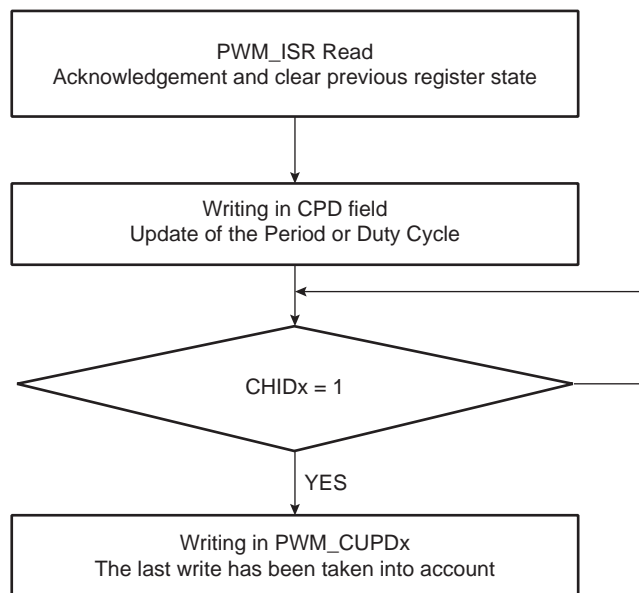 PWM_ISR Read
Acknowledgement and clear previous register state
Writing in CPD field
Update of the Period or Duty Cycle
CHIDx = 1
YES
Writing in PWM_CUPDx
The last write has been taken into account